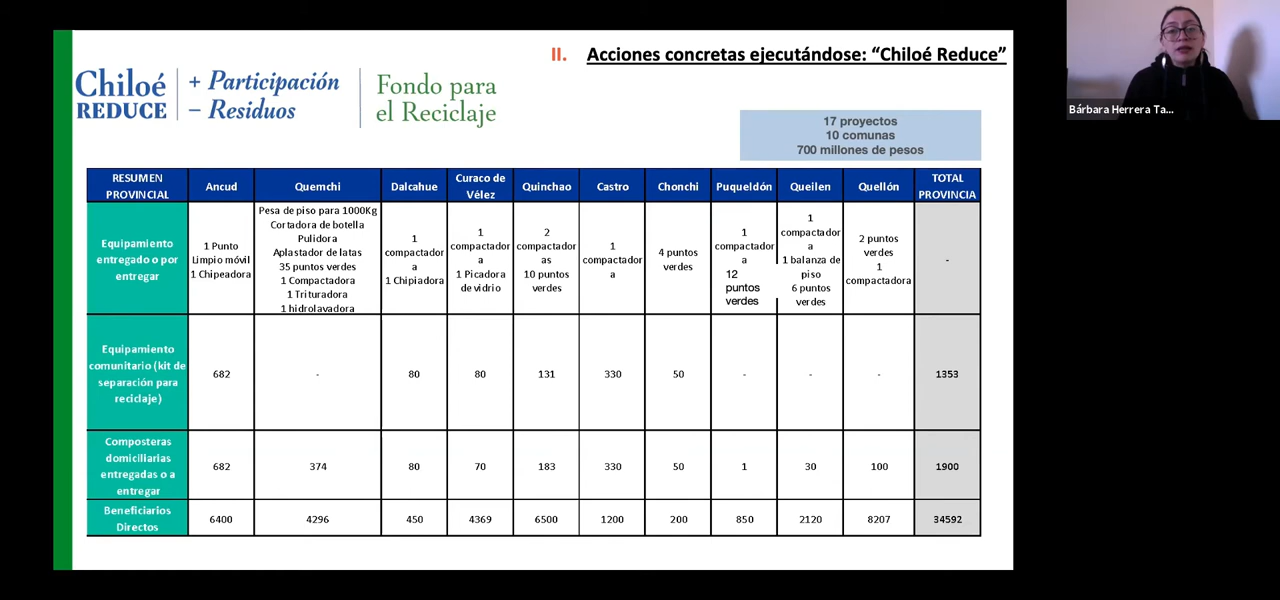 II. Acciones concretas ejecutándose: “Chiloé Reduce”
Chiloé
REDUCE
+ Participación
– Residuos
Fondo para
el Reciclaje
17 proyectos
10 comunas
700 millones de pesos
RESUMEN
PROVINCIAL
Ancud
Quemchi
Dalcahue
Curaco de
Vélez
Quinchao
Castro
Chonchi
Puqueldón
Queilen
Quellón
TOTAL
PROVINCIA
Equipamiento
entregado o por
entregar
1 Punto
Limpio móvil
1 Chipeadora
Pesa de piso para 1000Kg
Cortadora de botella
Pulidora
Aplastador de latas
35 puntos verdes
1 Compactadora
1 Trituradora
1 hidrolavadora
1
compactador
a
1 Chipiadora
1
compactador
a
1 Picadora
de vidrio
2
compactador
as
10 puntos
verdes
1
compactador
a
4 puntos
verdes
1
compactador
a
12
puntos
verdes
1
compactador
a
1 balanza de
piso
6 puntos
verdes
2 puntos
verdes
1
compactadora
-
Equipamiento
comunitario (kit de
separación para
reciclaje)
682
-
80
80
131
330
50
-
-
-
1353
Composteras
domiciliarias
entregadas o a
entregar
682
374
80
70
183
330
50
1
30
100
1900
Beneficiarios
Directos
6400
4296
450
4369
6500
1200
200
850
2120
8207
34592
Bárbara Herrera Ta...